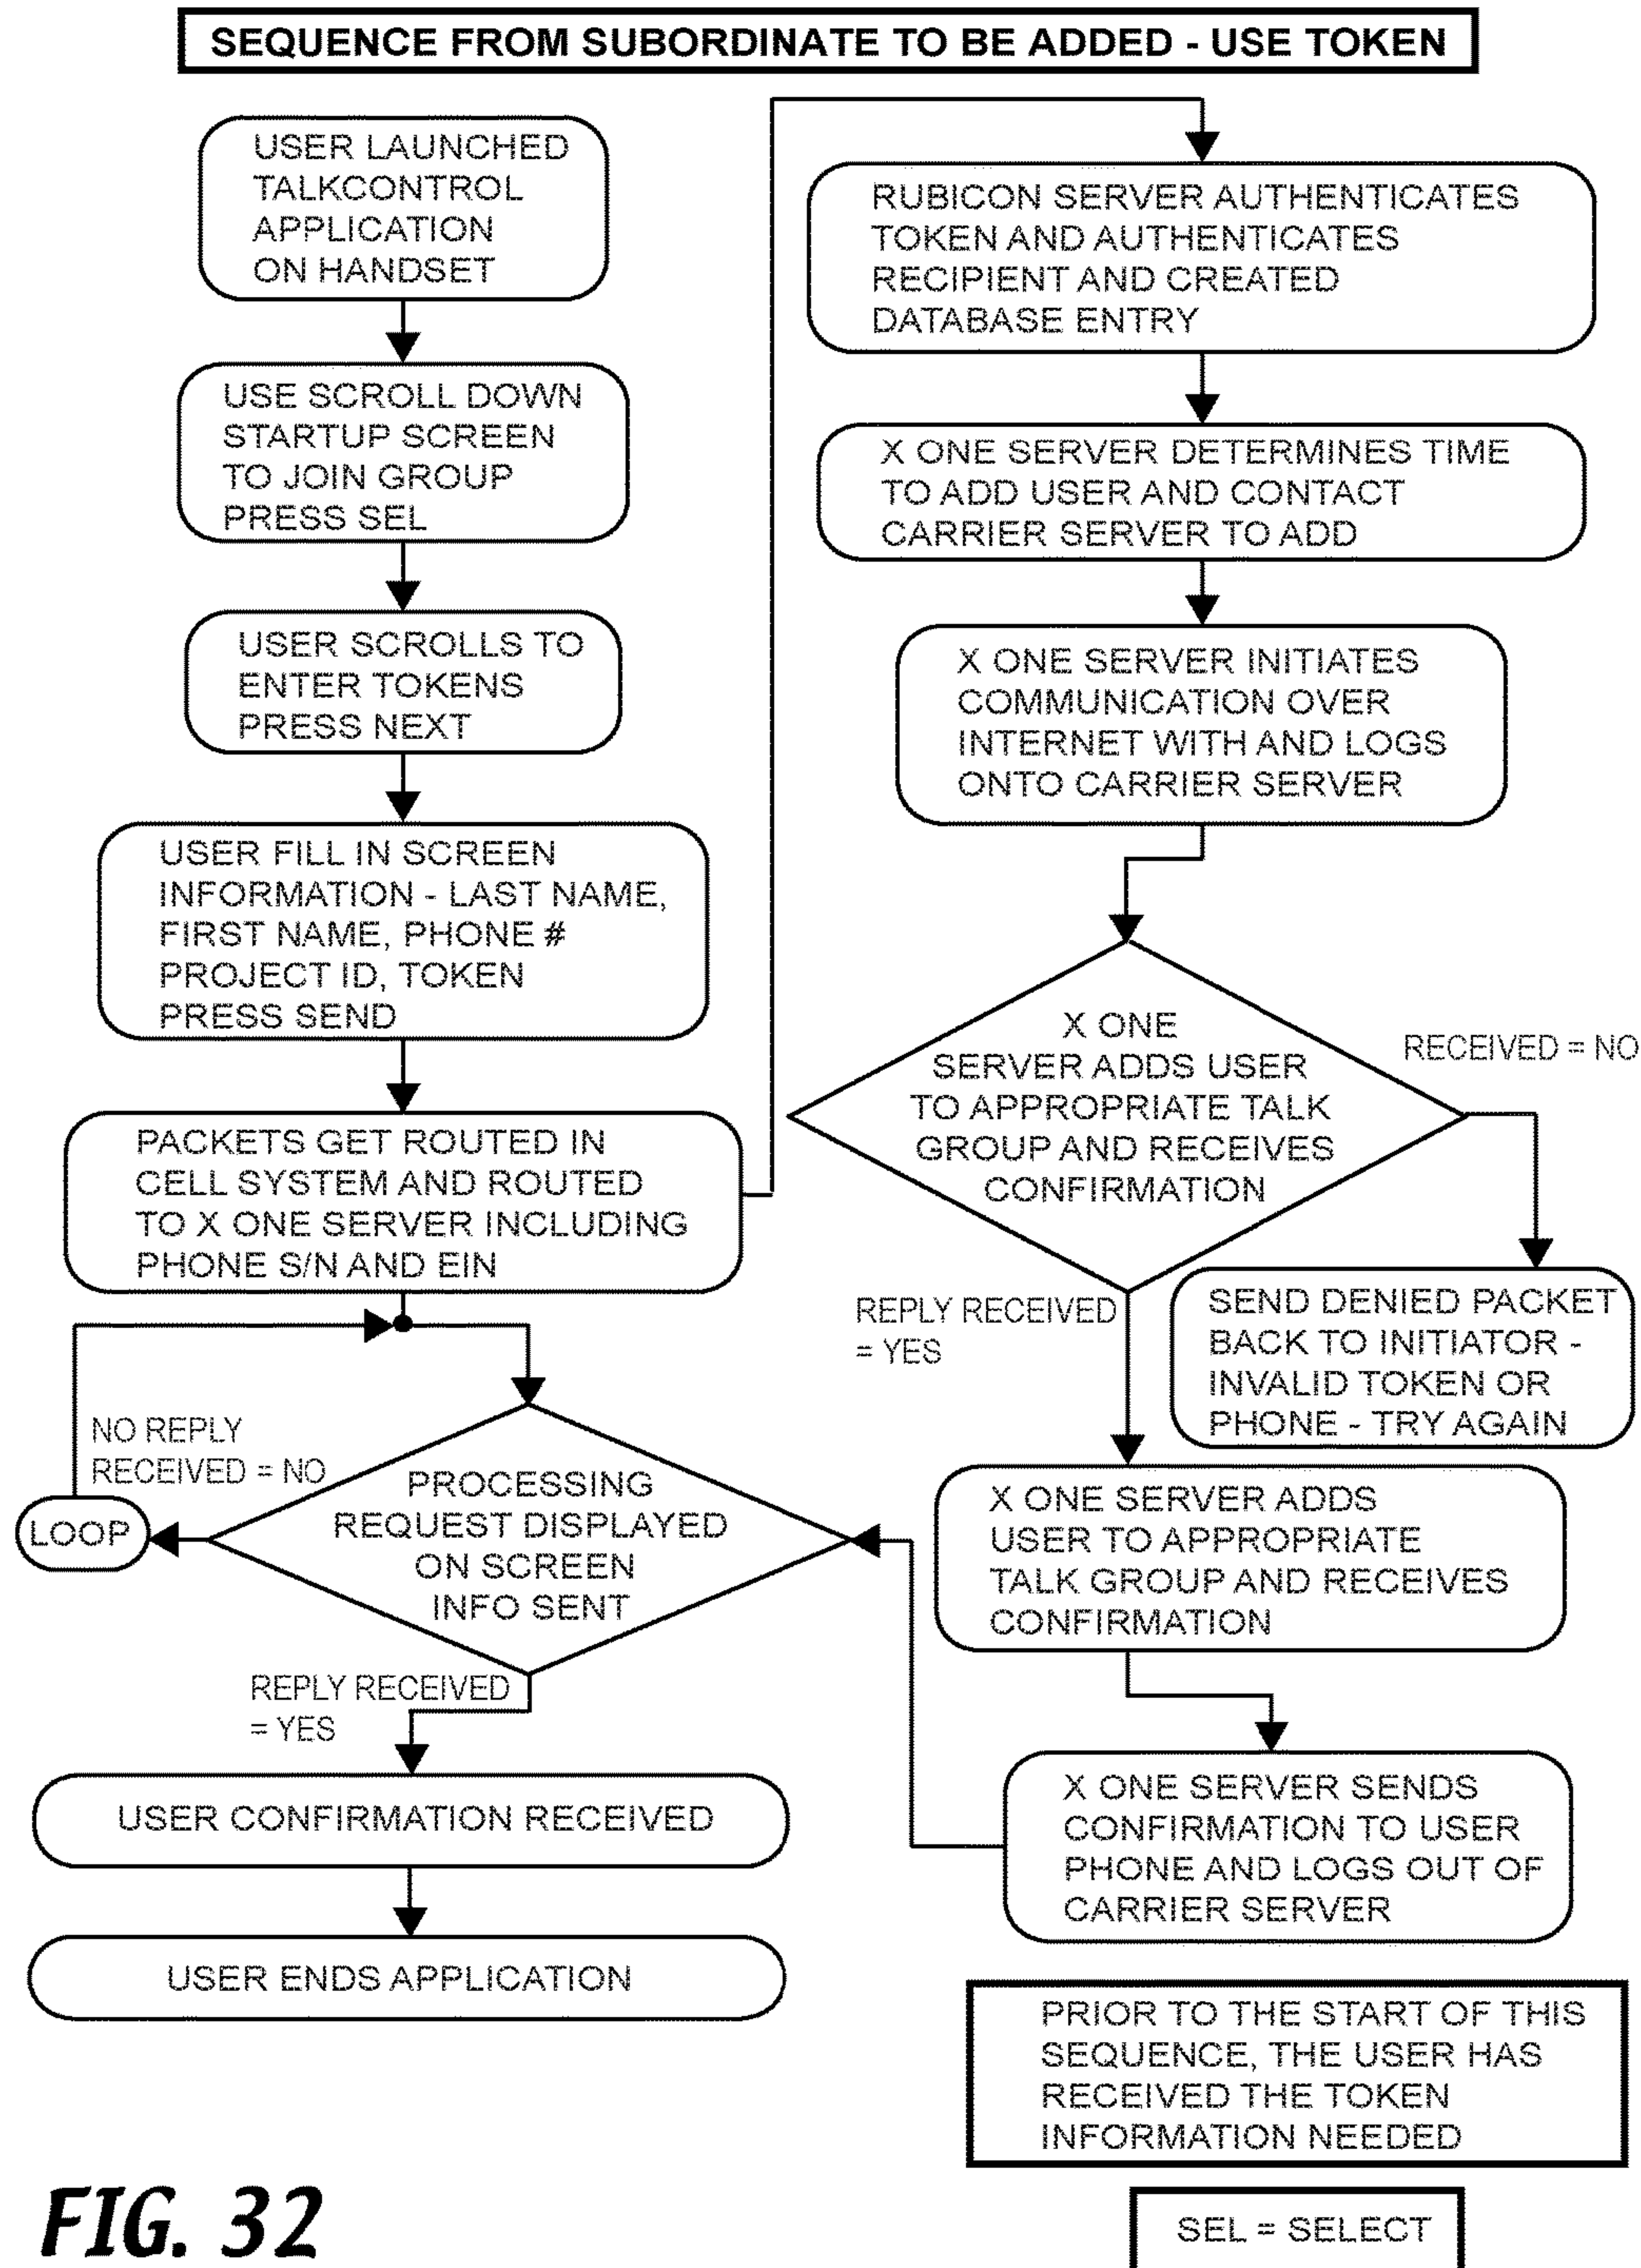 SEQUENCE FROM SUBORDINATE TO BE ADDED - USE TOKEN
USER LAUNCHED
TALKCONTROL
APPLICATION
ON HANDSET
USE SCROLL DOWN
STARTUP SCREEN
TO JOIN GROUP
PRESS SEL
USER SCROLLS TO
ENTER TOKENS
PRESS NEXT
USER FILL IN SCREEN
INFORMATION - LAST NAME,
FIRST NAME, PHONE #
PROJECT ID, TOKEN
PRESS SEND
PACKETS GET ROUTED IN
CELL SYSTEM AND ROUTED
TO X ONE SERVER INCLUDING
PHONE S/N AND EIN
NO REPLY
RECEIVED = NO
LOOP
PROCESSING
REQUEST DISPLAYED
ON SCREEN
INFO SENT
REPLY RECEIVED
= YES
USER CONFIRMATION RECEIVED
USER ENDS APPLICATION
RUBICON SERVER AUTHENTICATES
TOKEN AND AUTHENTICATES
RECIPIENT AND CREATED
DATABASE ENTRY
X ONE SERVER DETERMINES TIME
TO ADD USER AND CONTACT
CARRIER SERVER TO ADD
X ONE SERVER INITIATES
COMMUNICATION OVER
INTERNET WITH AND LOGS
ONTO CARRIER SERVER
X ONE
SERVER ADDS USER
TO APPROPRIATE TALK
GROUP AND RECEIVES
CONFIRMATION
RECEIVED = NO
SEND DENIED PACKET
BACK TO INITIATOR -
INVALID TOKEN OR
PHONE - TRY AGAIN
REPLY RECEIVED
= YES
X ONE SERVER ADDS
USER TO APPROPRIATE
TALK GROUP AND RECEIVES
CONFIRMATION
X ONE SERVER SENDS
CONFIRMATION TO USER
PHONE AND LOGS OUT OF
CARRIER SERVER
PRIOR TO THE START OF THIS
SEQUENCE, THE USER HAS
RECEIVED THE TOKEN
INFORMATION NEEDED
SEL = SELECT
FIG. 32